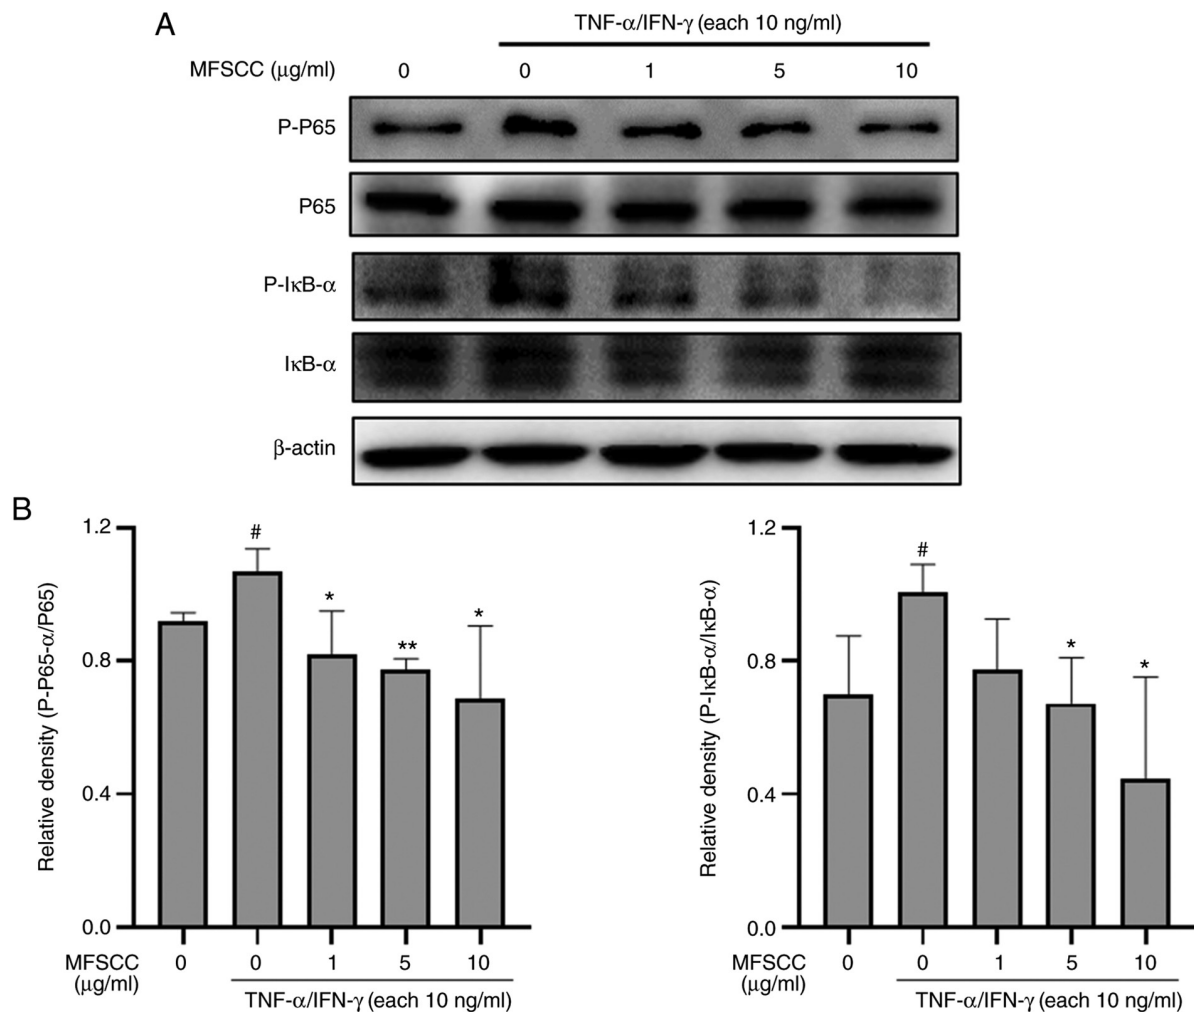 A
TNF-α/IFN-γ (each 10 ng/ml)
MFSCC (μg/ml) 0 0 1 5 10
P-P65
P65
P-IκB-α
IκB-α
β-actin
B
Relative density (P-P65-α/P65)
1.2
0.8
0.4
0.0
#
*
**
*
MFSCC 0 0 1 5 10
(μg/ml)
TNF-α/IFN-γ (each 10 ng/ml)
Relative density (P-IκB-α/IκB-α)
1.2
0.8
0.4
0.0
#
*
*
MFSCC 0 0 1 5 10
(μg/ml)
TNF-α/IFN-γ (each 10 ng/ml)